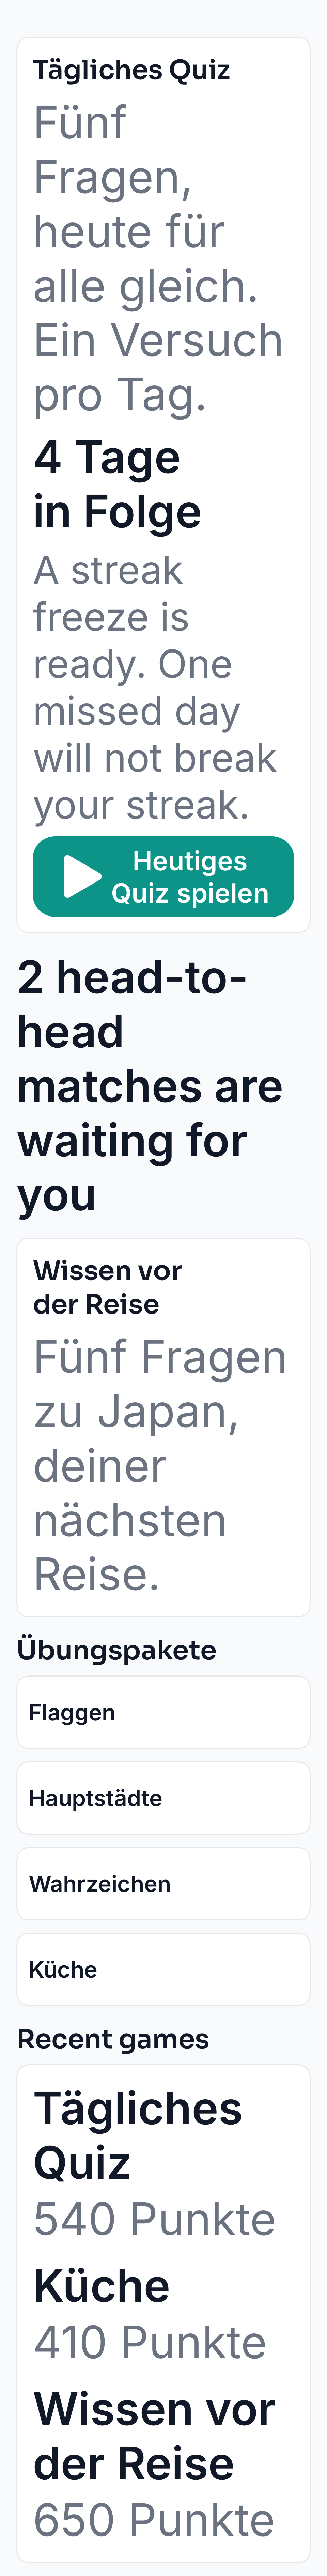 Tägliches Quiz
Fünf
Fragen,
heute für
alle gleich.
Ein Versuch
pro Tag.
4 Tage
in Folge
A streak
freeze is
ready. One
missed day
will not break
your streak.
Heutiges
Quiz spielen
2 head-to-
head
matches are
waiting for
you
Wissen vor
der Reise
Fünf Fragen
zu Japan,
deiner
nächsten
Reise.
Übungspakete
Flaggen
Hauptstädte
Wahrzeichen
Küche
Recent games
Tägliches
Quiz
540 Punkte
Küche
410 Punkte
Wissen vor
der Reise
650 Punkte